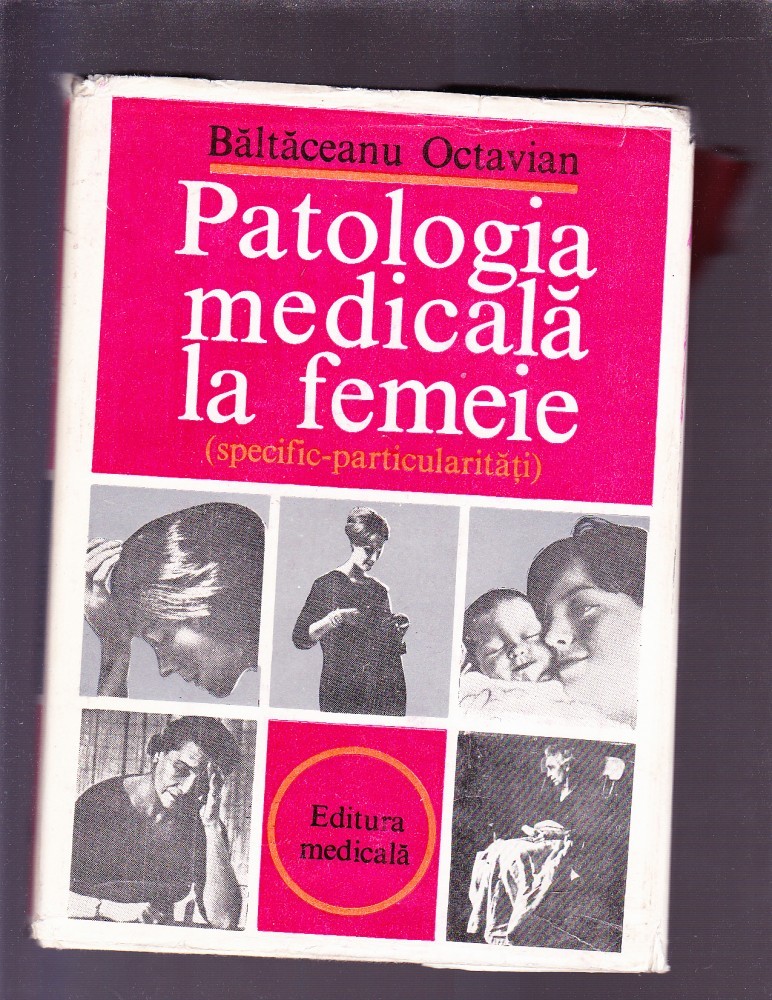 Băltăceanu Octavian
Patologia
medicală
la femeie
(specific-particularități)
Editura
medicală